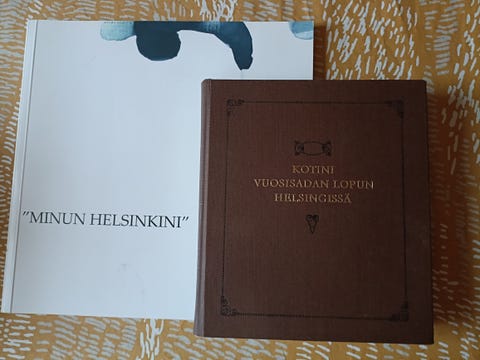 "MINUN HELSINKINI"
KOTINI
VUOSISADAN LOPUN
HELSINGISSÄ